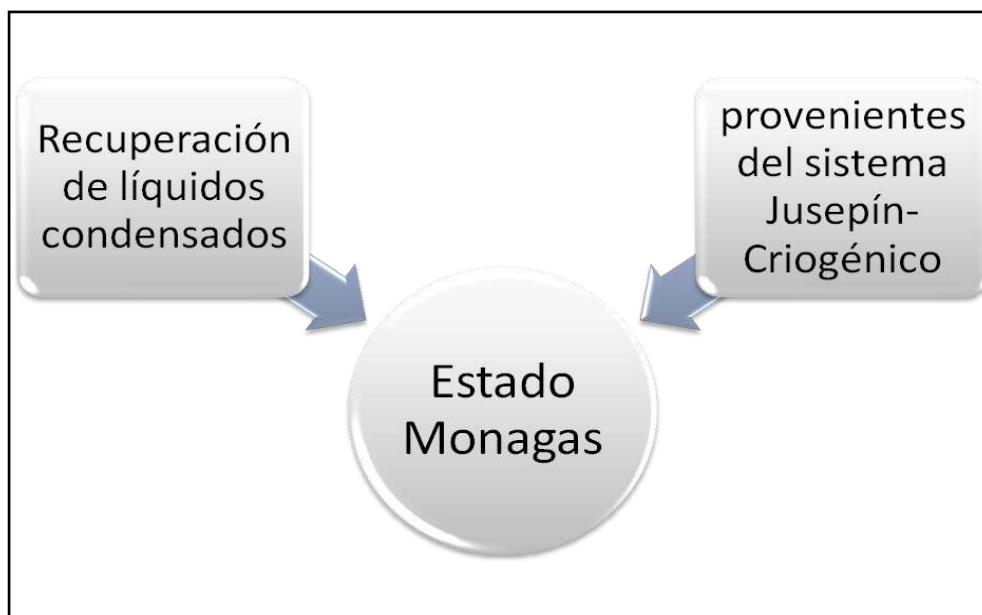 Recuperación
de líquidos
condensados
provenientes
del sistema
Jusepín-
Criogénico
Estado
Monagas